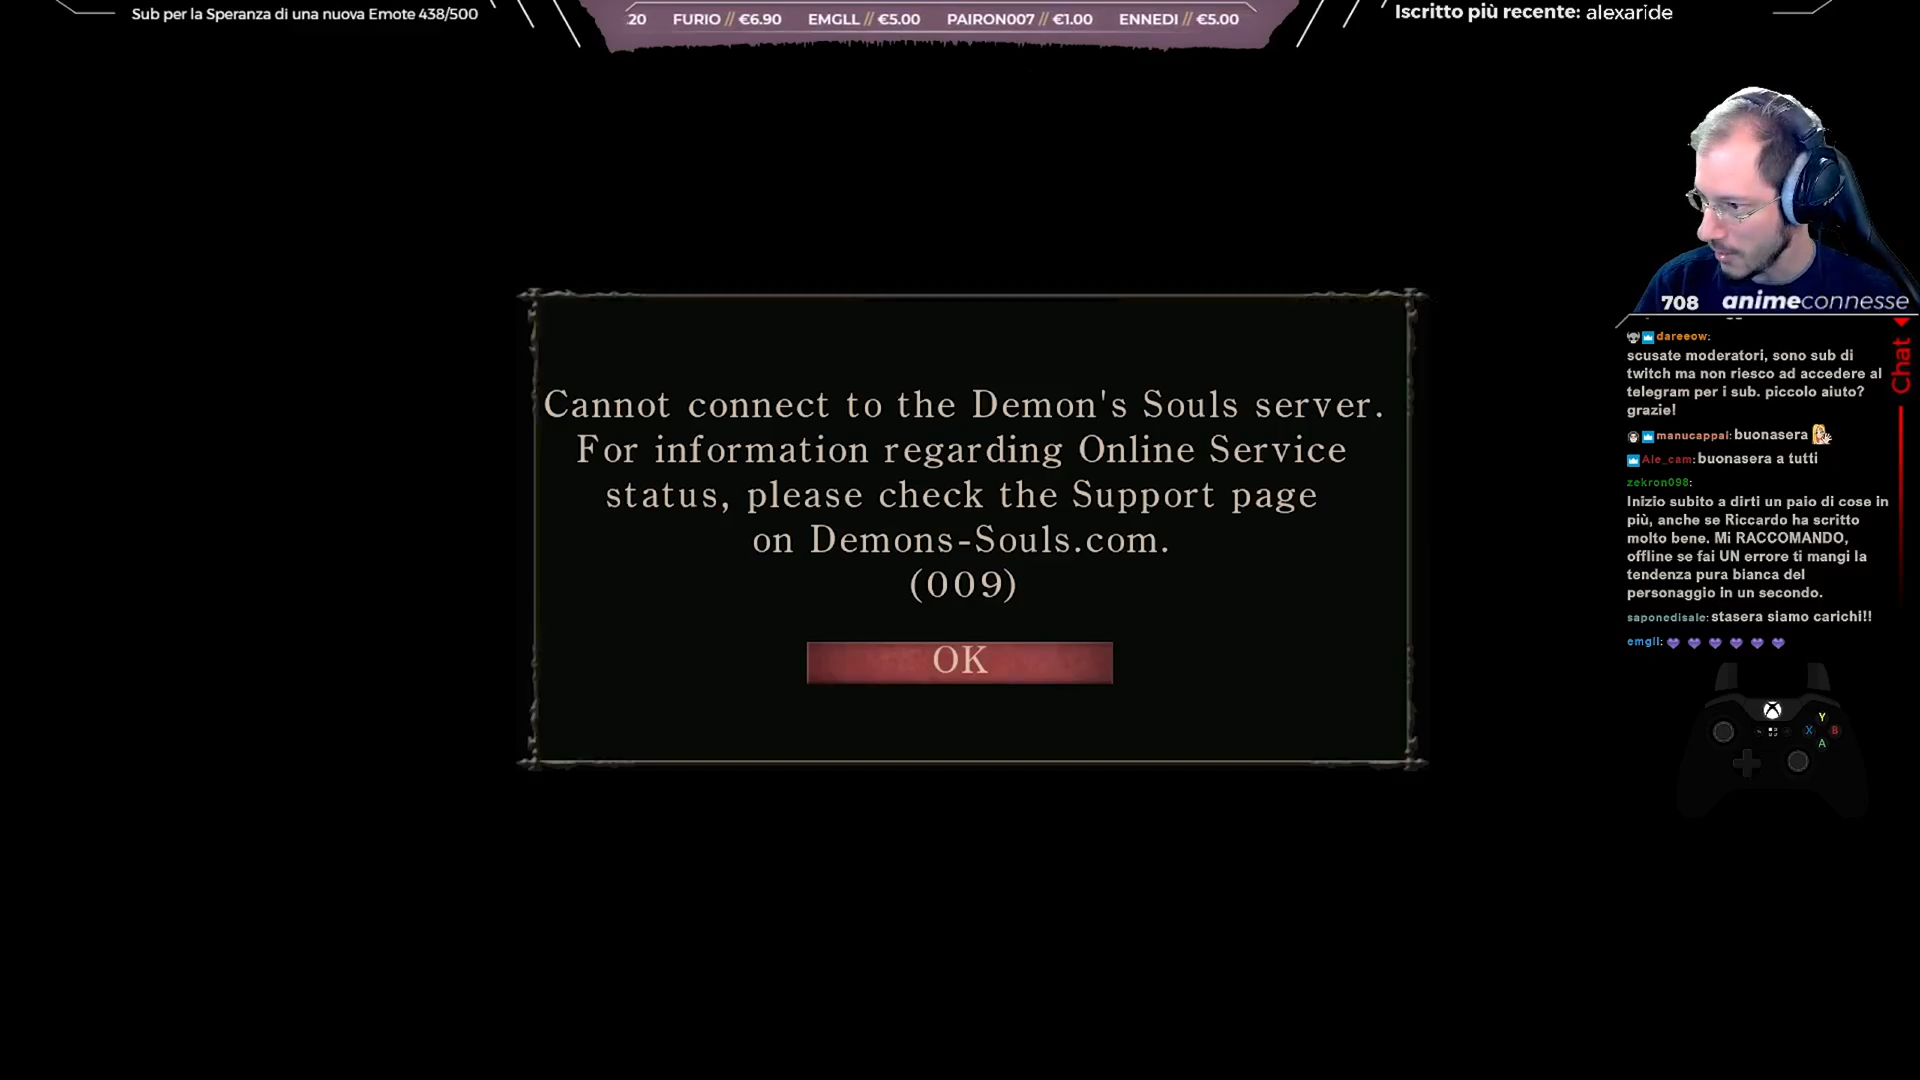 Sub per la Speranza di una nuova Emote 438/500
.20 FURIO // €6.90 EMGLL // €5.00 PAIRON007 // €1.00 ENNEDI // €5.00
Iscritto più recente: alexaride
Cannot connect to the Demon's Souls server.
For information regarding Online Service
status, please check the Support page
on Demons-Souls.com.
(009)
OK
708 animeconnesse
Chat
dareeow:
scusate moderatori, sono sub di
twitch ma non riesco ad accedere al
telegram per i sub. piccolo aiuto?
grazie!
manucappai: buonasera
Ale_cam: buonasera a tutti
zekron098:
Inizio subito a dirti un paio di cose in
più, anche se Riccardo ha scritto
molto bene. Mi RACCOMANDO,
offline se fai UN errore ti mangi la
tendenza pura bianca del
personaggio in un secondo.
saponedisale: stasera siamo carichi!!
emgll:
Y
X B
A